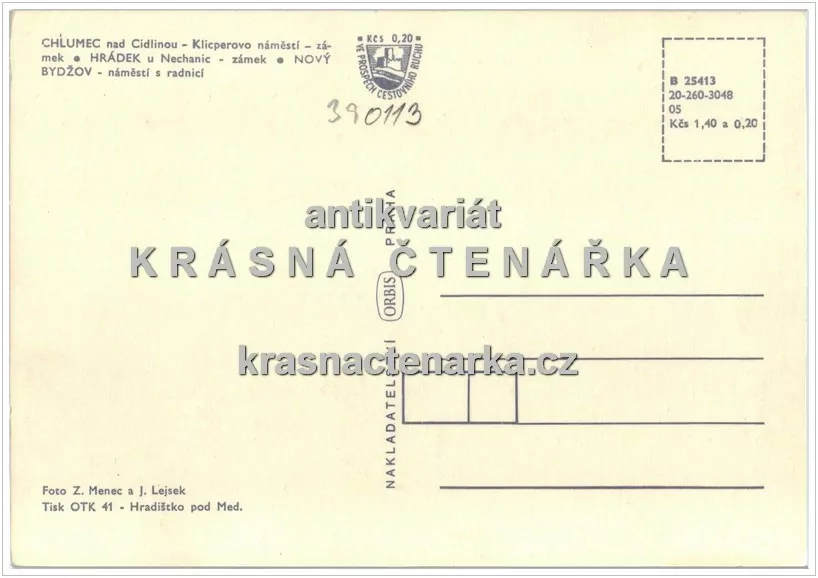 CHLUMEC nad Cidlinou - Klicperovo náměstí - zá-
mek ● HRÁDEK u Nechanic - zámek ● NOVÝ
BYDŽOV - náměstí s radnicí
Kčs 0,20
VE PROSPĚCH CESTOVNÍHO RUCHU
390113
B 25413
20-260-3048
05
Kčs 1,40 a 0,20
antikvariát
KRÁSNÁ ČTENÁŘKA
krasnactenarka.cz
NAKLADATELSTVÍ ORBIS PRAHA
Foto Z. Menec a J. Lejsek
Tisk OTK 41 - Hradištko pod Med.